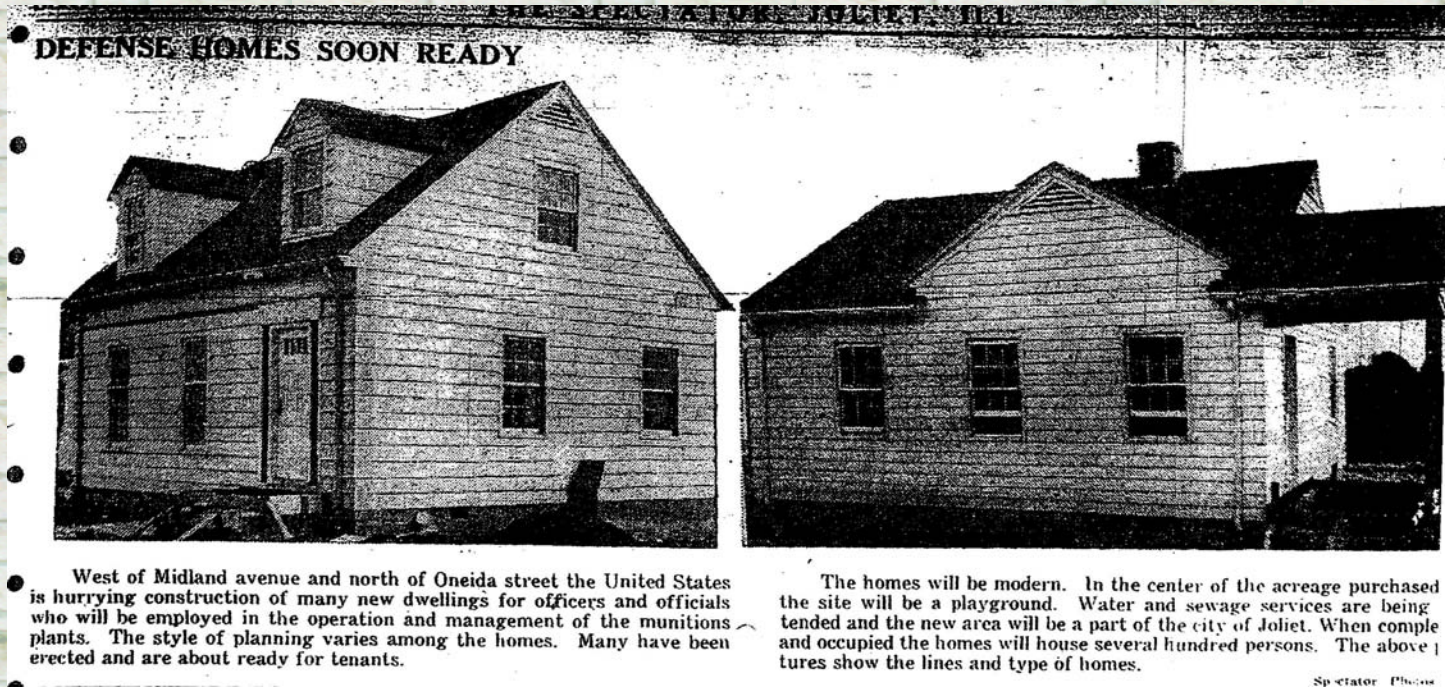 THE SPECTATOR, JOLIET, ILL.
DEFENSE HOMES SOON READY
West of Midland avenue and north of Oneida street the United States
is hurrying construction of many new dwellings for officers and officials
who will be employed in the operation and management of the munitions
plants. The style of planning varies among the homes. Many have been
erected and are about ready for tenants.
The homes will be modern. In the center of the acreage purchased
the site will be a playground. Water and sewage services are being
tended and the new area will be a part of the city of Joliet. When comple
and occupied the homes will house several hundred persons. The above
tures show the lines and type of homes.
Spectator Photos